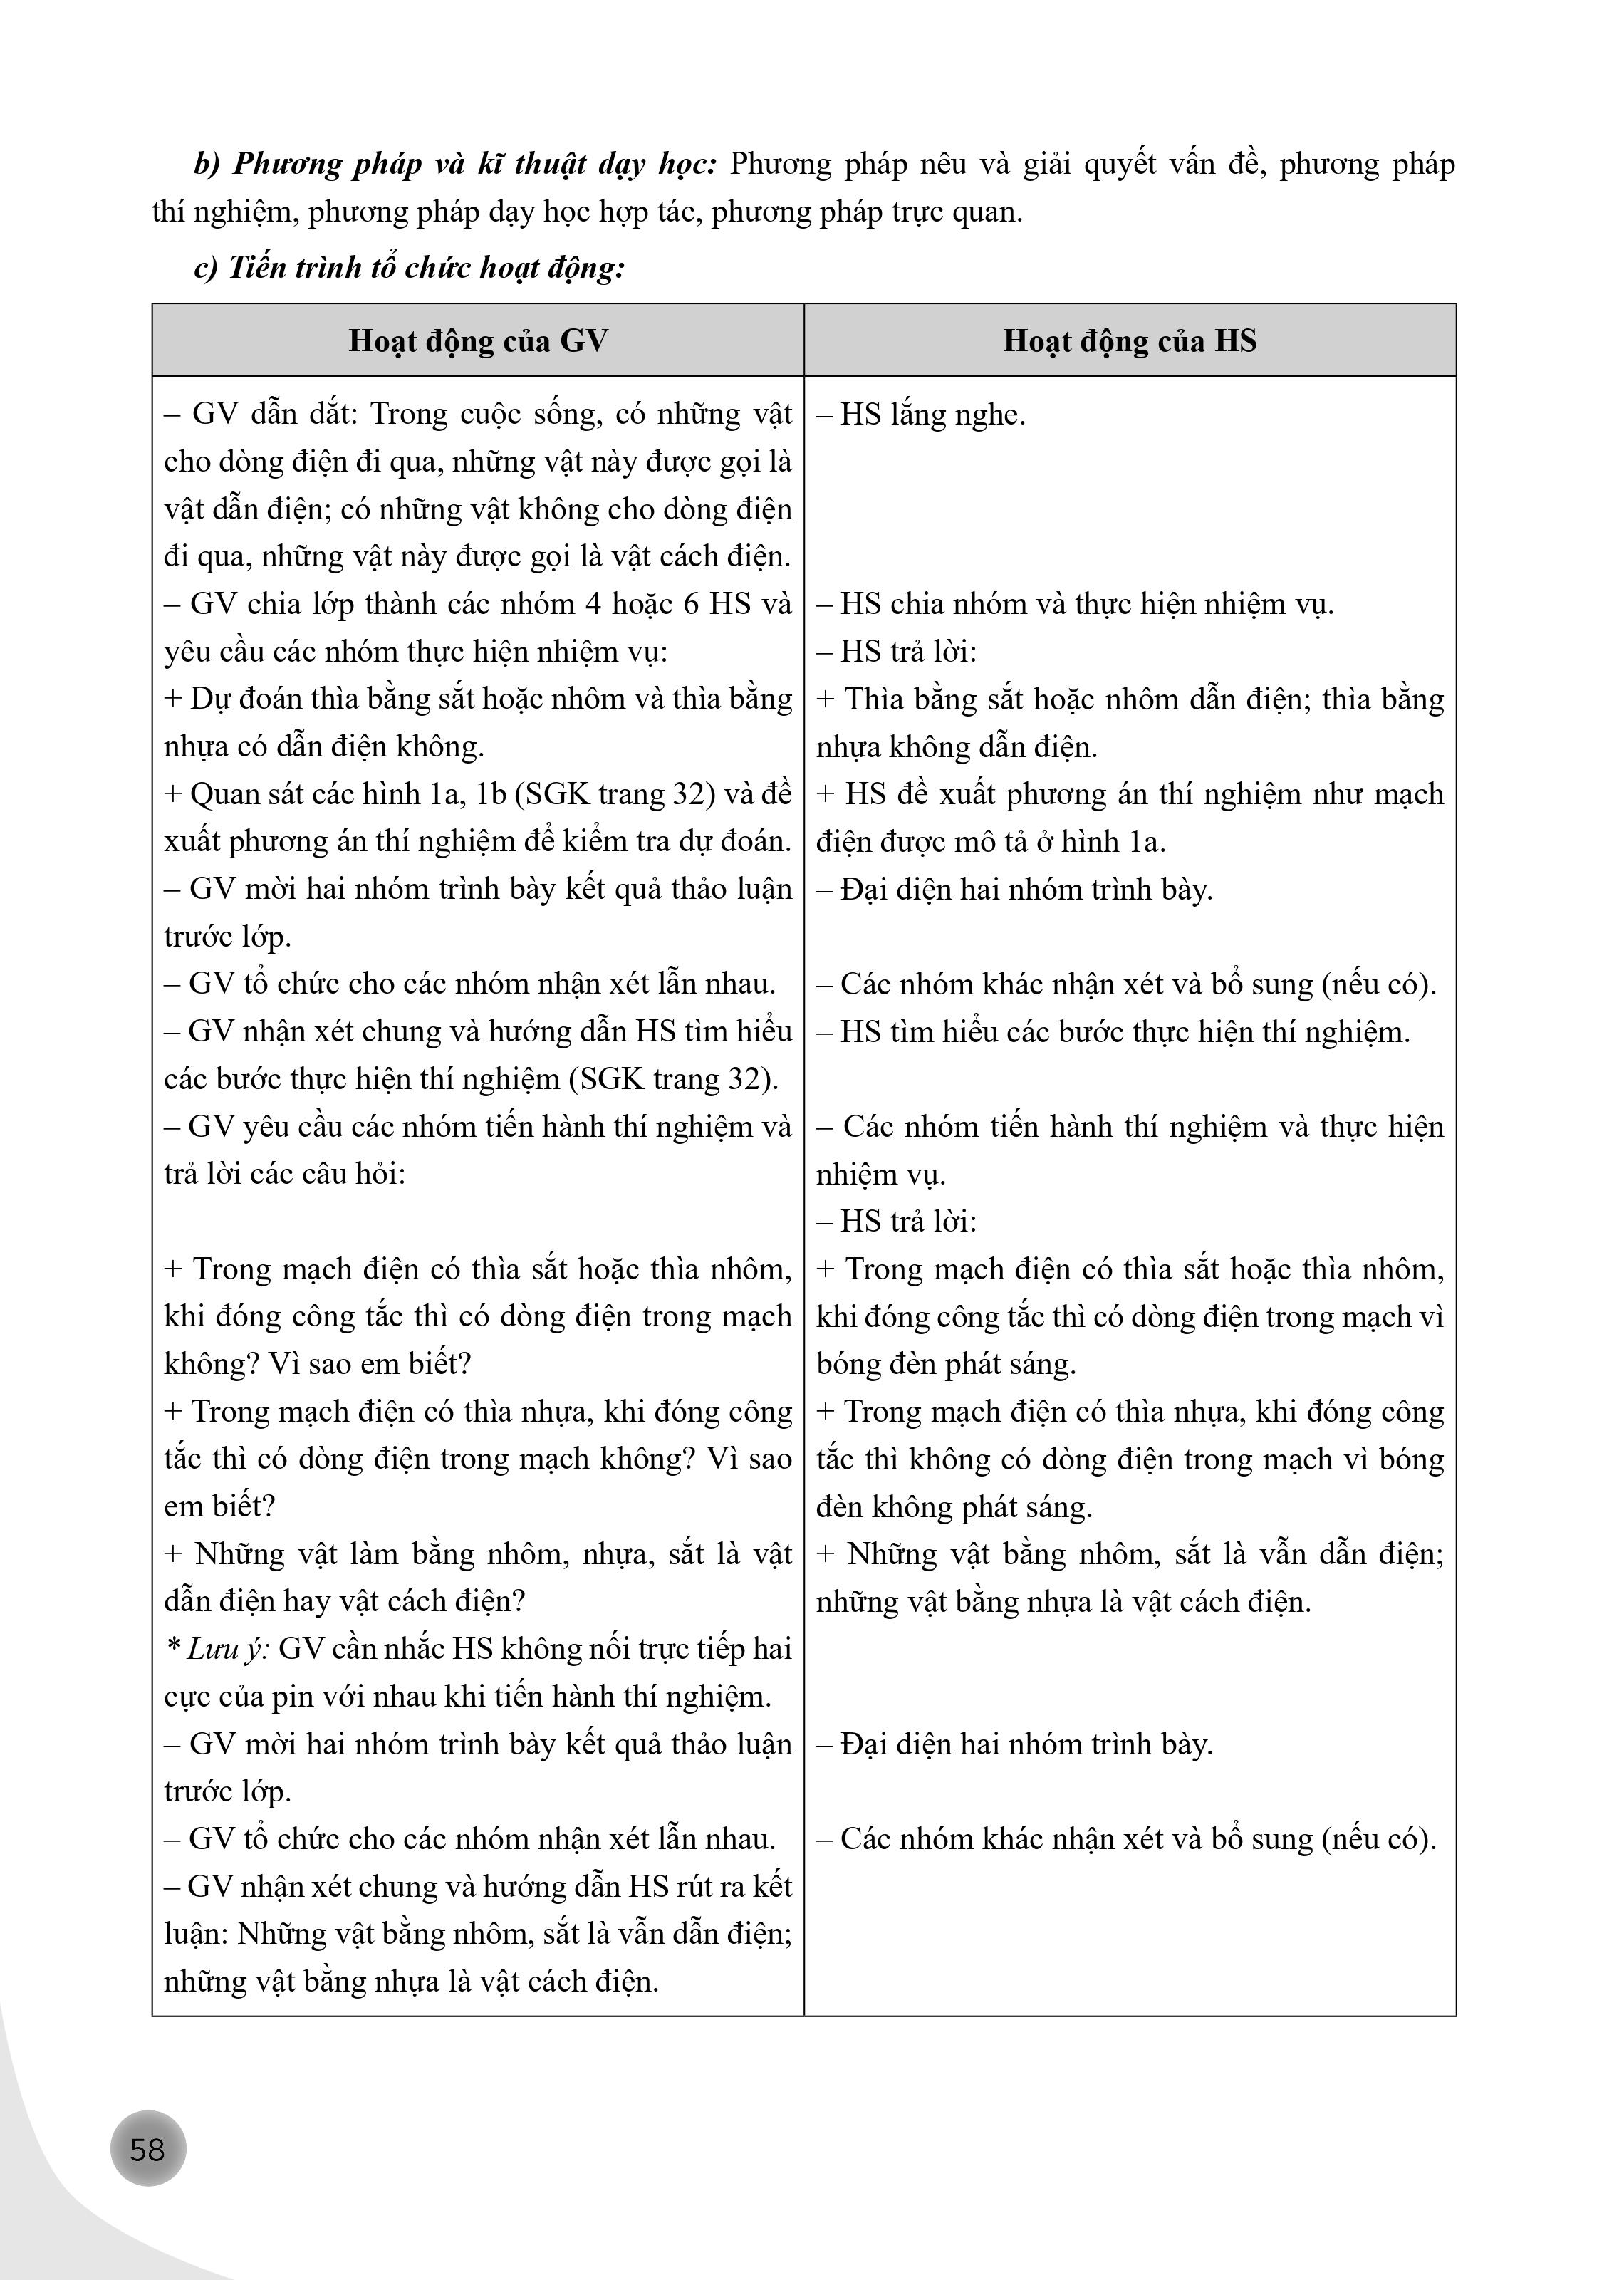 b) Phương pháp và kĩ thuật dạy học: Phương pháp nêu và giải quyết vấn đề, phương pháp
thí nghiệm, phương pháp dạy học hợp tác, phương pháp trực quan.
c) Tiến trình tổ chức hoạt động:
Hoạt động của GV
– GV dẫn dắt: Trong cuộc sống, có những vật
cho dòng điện đi qua, những vật này được gọi là
vật dẫn điện; có những vật không cho dòng điện
đi qua, những vật này được gọi là vật cách điện.
– GV chia lớp thành các nhóm 4 hoặc 6 HS và
yêu cầu các nhóm thực hiện nhiệm vụ:
+ Dự đoán thìa bằng sắt hoặc nhôm và thìa bằng
nhựa có dẫn điện không.
+ Quan sát các hình 1a, 1b (SGK trang 32) và đề
xuất phương án thí nghiệm để kiểm tra dự đoán.
– GV mời hai nhóm trình bày kết quả thảo luận
trước lớp.
– GV tổ chức cho các nhóm nhận xét lẫn nhau.
– GV nhận xét chung và hướng dẫn HS tìm hiểu
các bước thực hiện thí nghiệm (SGK trang 32).
– GV yêu cầu các nhóm tiến hành thí nghiệm và
trả lời các câu hỏi:
+ Trong mạch điện có thìa sắt hoặc thìa nhôm,
khi đóng công tắc thì có dòng điện trong mạch
không? Vì sao em biết?
+ Trong mạch điện có thìa nhựa, khi đóng công
tắc thì có dòng điện trong mạch không? Vì sao
em biết?
+ Những vật làm bằng nhôm, nhựa, sắt là vật
dẫn điện hay vật cách điện?
* Lưu ý: GV cần nhắc HS không nối trực tiếp hai
cực của pin với nhau khi tiến hành thí nghiệm.
– GV mời hai nhóm trình bày kết quả thảo luận
trước lớp.
– GV tổ chức cho các nhóm nhận xét lẫn nhau.
– GV nhận xét chung và hướng dẫn HS rút ra kết
luận: Những vật bằng nhôm, sắt là vẫn dẫn điện;
những vật bằng nhựa là vật cách điện.
Hoạt động của HS
– HS lắng nghe.
– HS chia nhóm và thực hiện nhiệm vụ.
– HS trả lời:
+ Thìa bằng sắt hoặc nhôm dẫn điện; thìa bằng
nhựa không dẫn điện.
+ HS đề xuất phương án thí nghiệm như mạch
điện được mô tả ở hình 1a.
– Đại diện hai nhóm trình bày.
– Các nhóm khác nhận xét và bổ sung (nếu có).
– HS tìm hiểu các bước thực hiện thí nghiệm.
– Các nhóm tiến hành thí nghiệm và thực hiện
nhiệm vụ.
– HS trả lời:
+ Trong mạch điện có thìa sắt hoặc thìa nhôm,
khi đóng công tắc thì có dòng điện trong mạch vì
bóng đèn phát sáng.
+ Trong mạch điện có thìa nhựa, khi đóng công
tắc thì không có dòng điện trong mạch vì bóng
đèn không phát sáng.
+ Những vật bằng nhôm, sắt là vẫn dẫn điện;
những vật bằng nhựa là vật cách điện.
– Đại diện hai nhóm trình bày.
– Các nhóm khác nhận xét và bổ sung (nếu có).
58